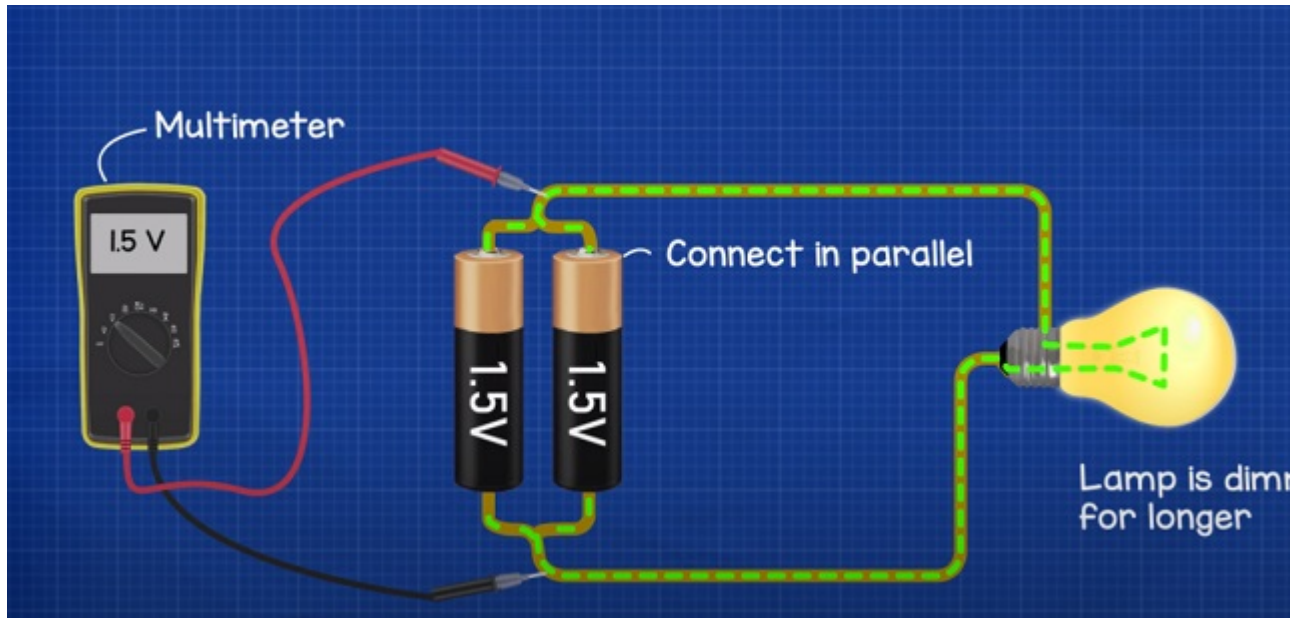 Multimeter
1.5 V
Connect in parallel
1.5V
1.5V
Lamp is
for longer